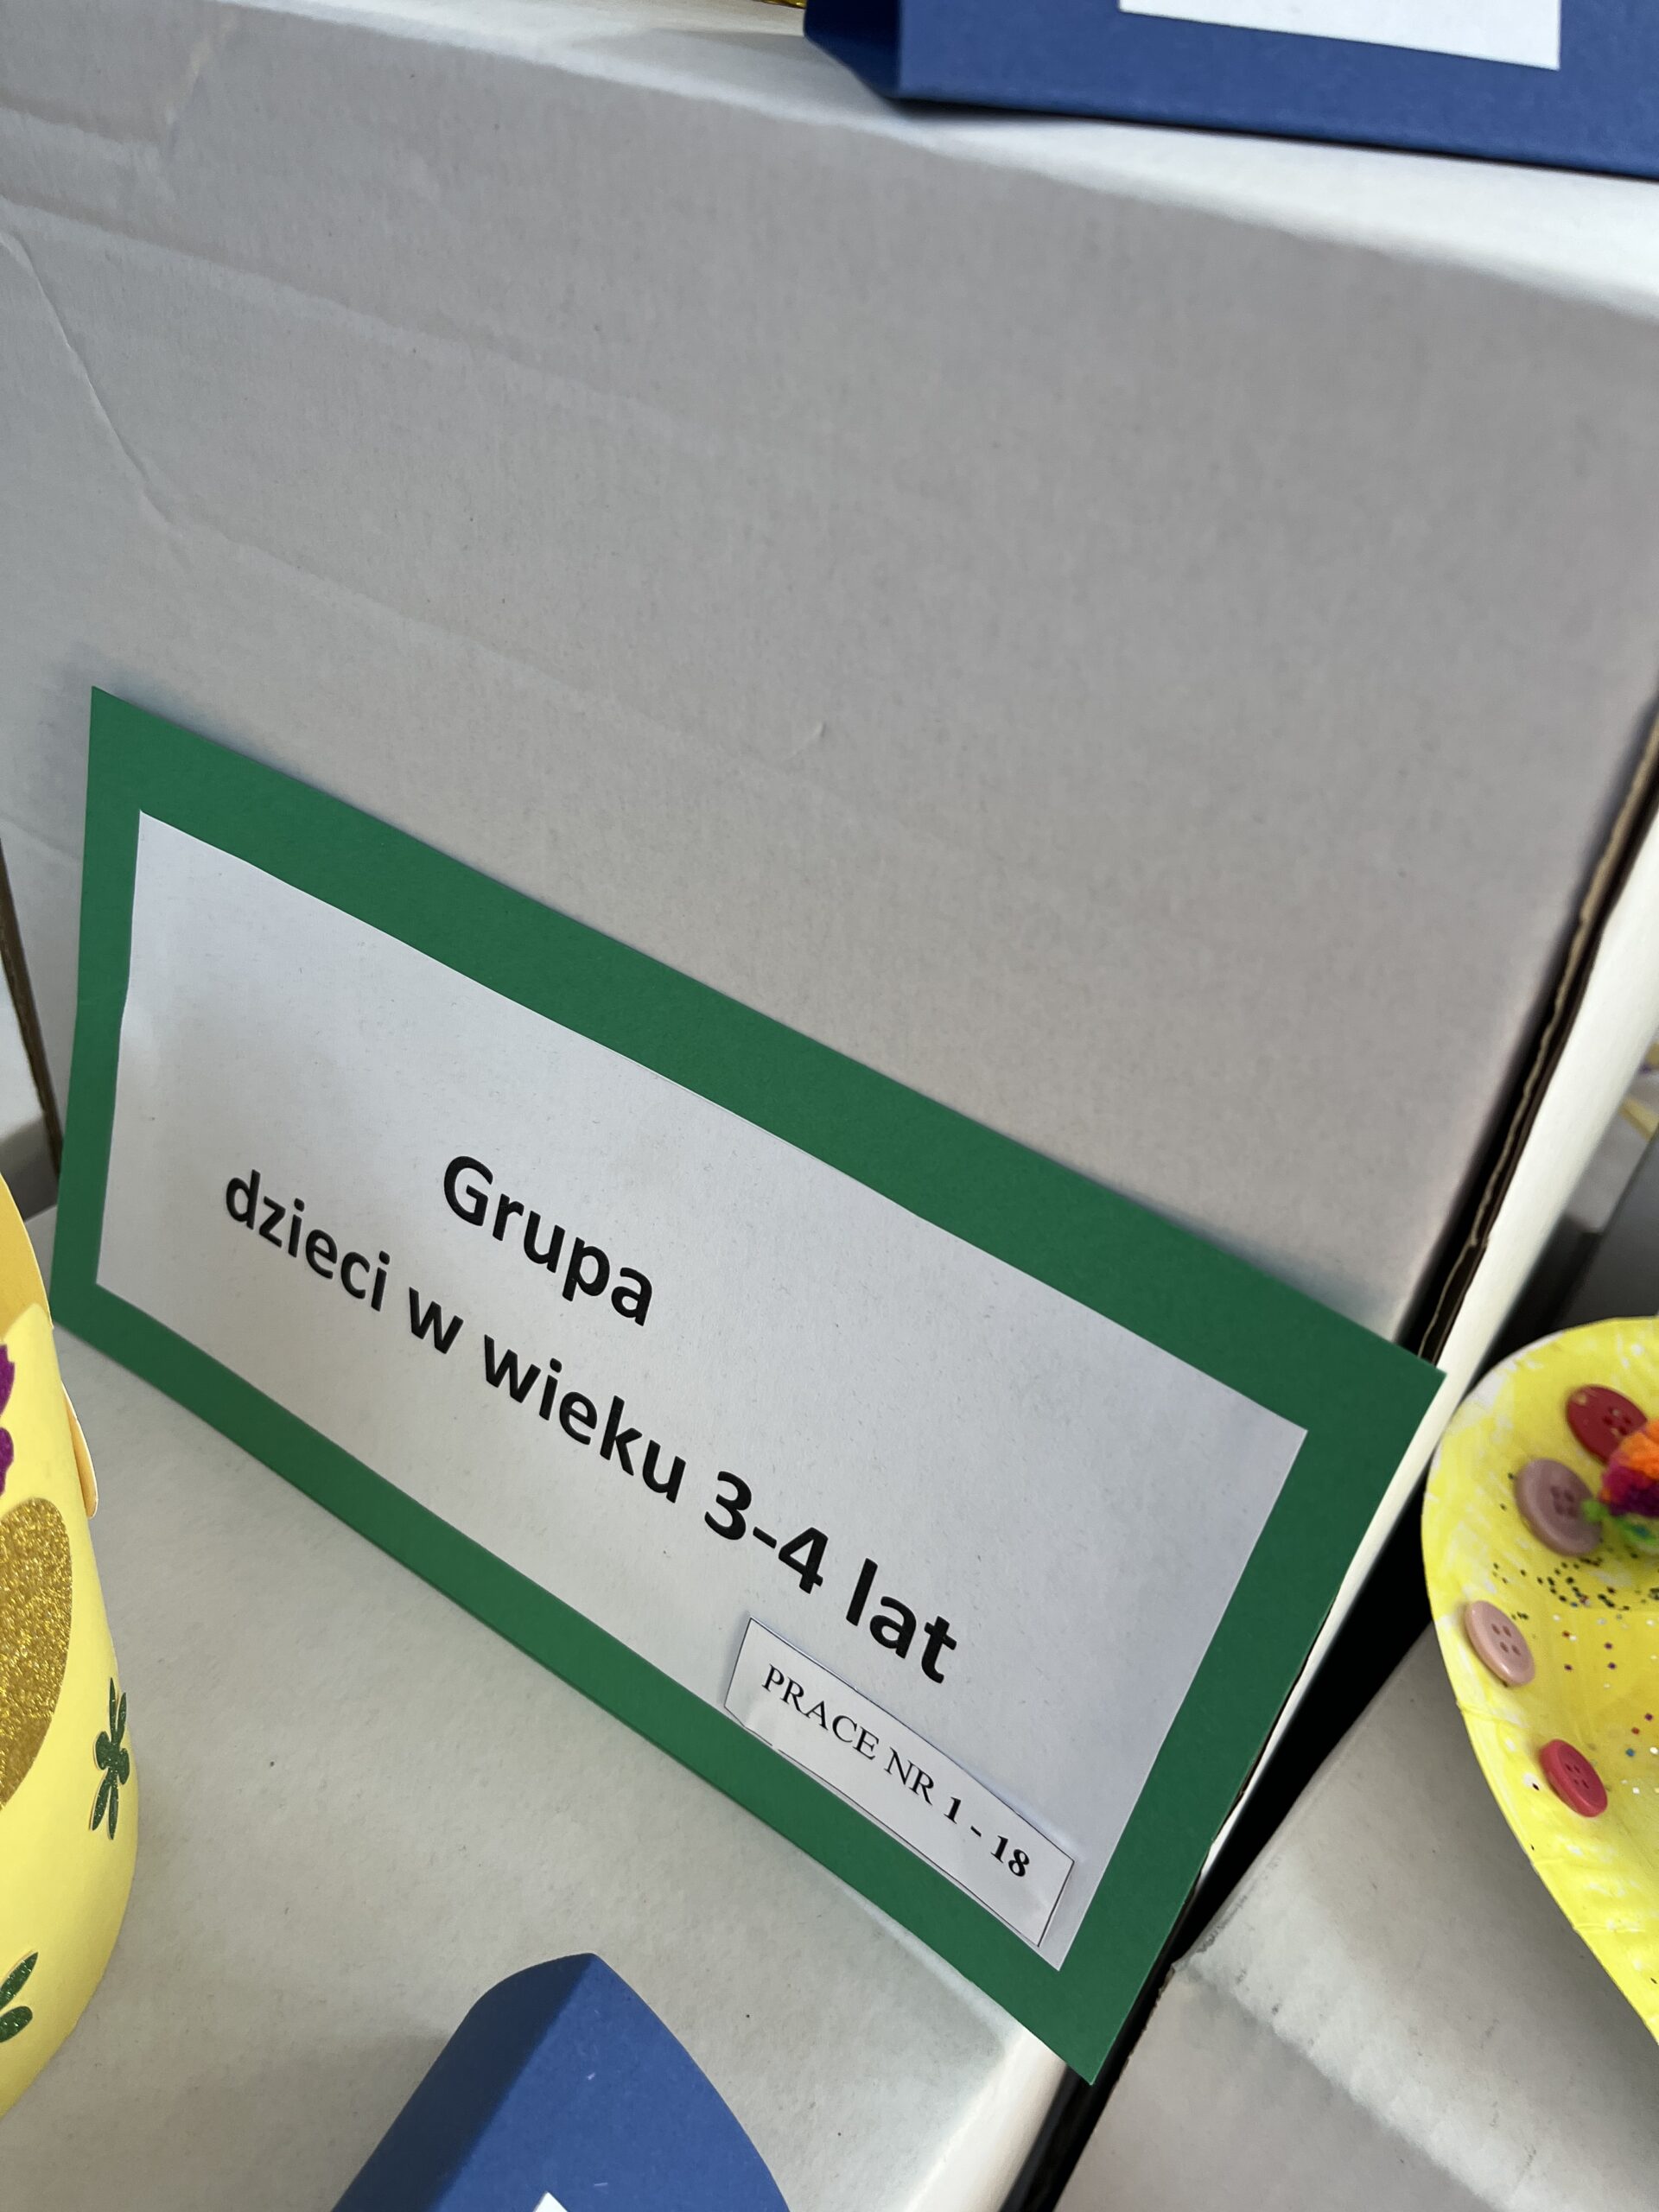 Grupa
dzieci w wieku 3-4 lat
PRACE NR 1 - 18